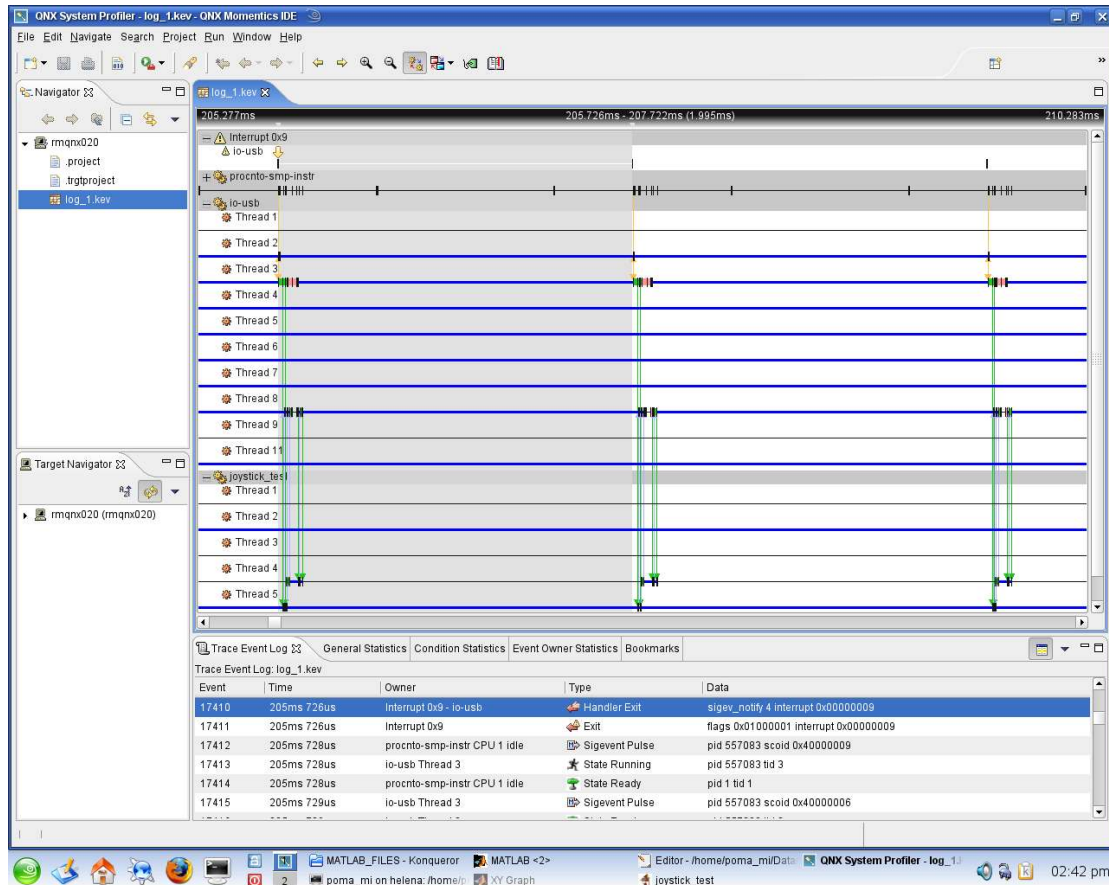 QNX System Profiler - log_1.kev - QNX Momentics IDE
File Edit Navigate Search Project Run Window Help
Navigator
rmqnx020
.project
.trgtproject
log_1.kev
Target Navigator
rmqnx020 (rmqnx020)
log_1.kev
205.277ms 205.726ms - 207.722ms (1.995ms) 210.283ms
Interrupt 0x9
io-usb
procnto-smp-instr
io-usb
Thread 1
Thread 2
Thread 3
Thread 4
Thread 5
Thread 6
Thread 7
Thread 8
Thread 9
Thread 11
joystick_test
Thread 1
Thread 2
Thread 3
Thread 4
Thread 5
Trace Event Log General Statistics Condition Statistics Event Owner Statistics Bookmarks
Trace Event Log: log_1.kev
Event Time Owner Type Data
17410 205ms 726us Interrupt 0x9 - io-usb Handler Exit sigev_notify 4 interrupt 0x00000009
17411 205ms 726us Interrupt 0x9 Exit flags 0x01000001 interrupt 0x00000009
17412 205ms 728us procnto-smp-instr CPU 1 idle Sigevent Pulse pid 557083 scoid 0x40000009
17413 205ms 728us io-usb Thread 3 State Running pid 557083 tid 3
17414 205ms 728us procnto-smp-instr CPU 1 idle State Ready pid 1 tid 1
17415 205ms 729us io-usb Thread 3 Sigevent Pulse pid 557083 scoid 0x40000006
2
MATLAB_FILES - Konqueror MATLAB <2> Editor - /home/poma_mi/Data QNX System Profiler - log_1.
poma_mi on helena: /home/p XY Graph joystick_test
02:42 pm